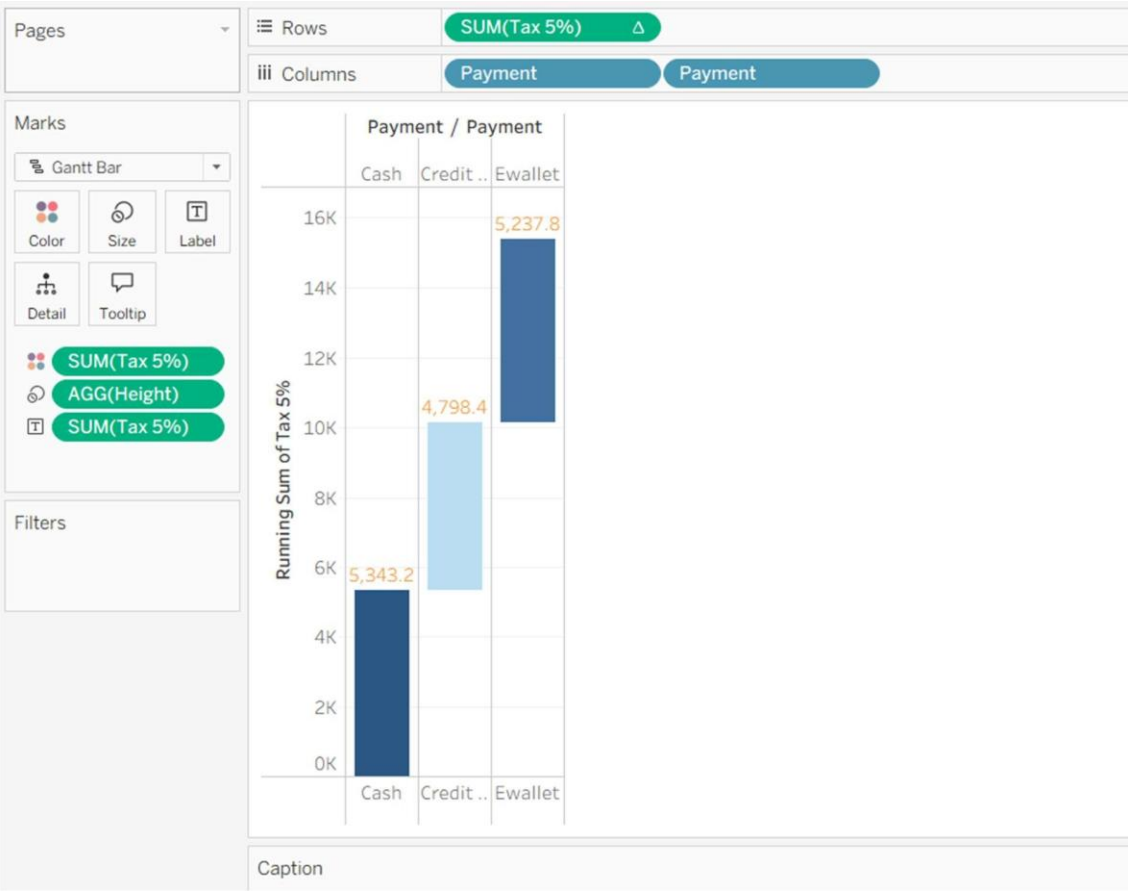 Pages
Rows
SUM(Tax 5%) Δ
iii Columns
Payment
Payment
Marks
Gantt Bar
Color
Size
T
Label
Detail
Tooltip
SUM(Tax 5%)
AGG(Height)
T SUM(Tax 5%)
Filters
Payment / Payment
Cash
Credit ..
Ewallet
Running Sum of Tax 5%
16K
14K
12K
10K
8K
6K
4K
2K
0K
5,237.8
4,798.4
5,343.2
Cash
Credit ..
Ewallet
Caption